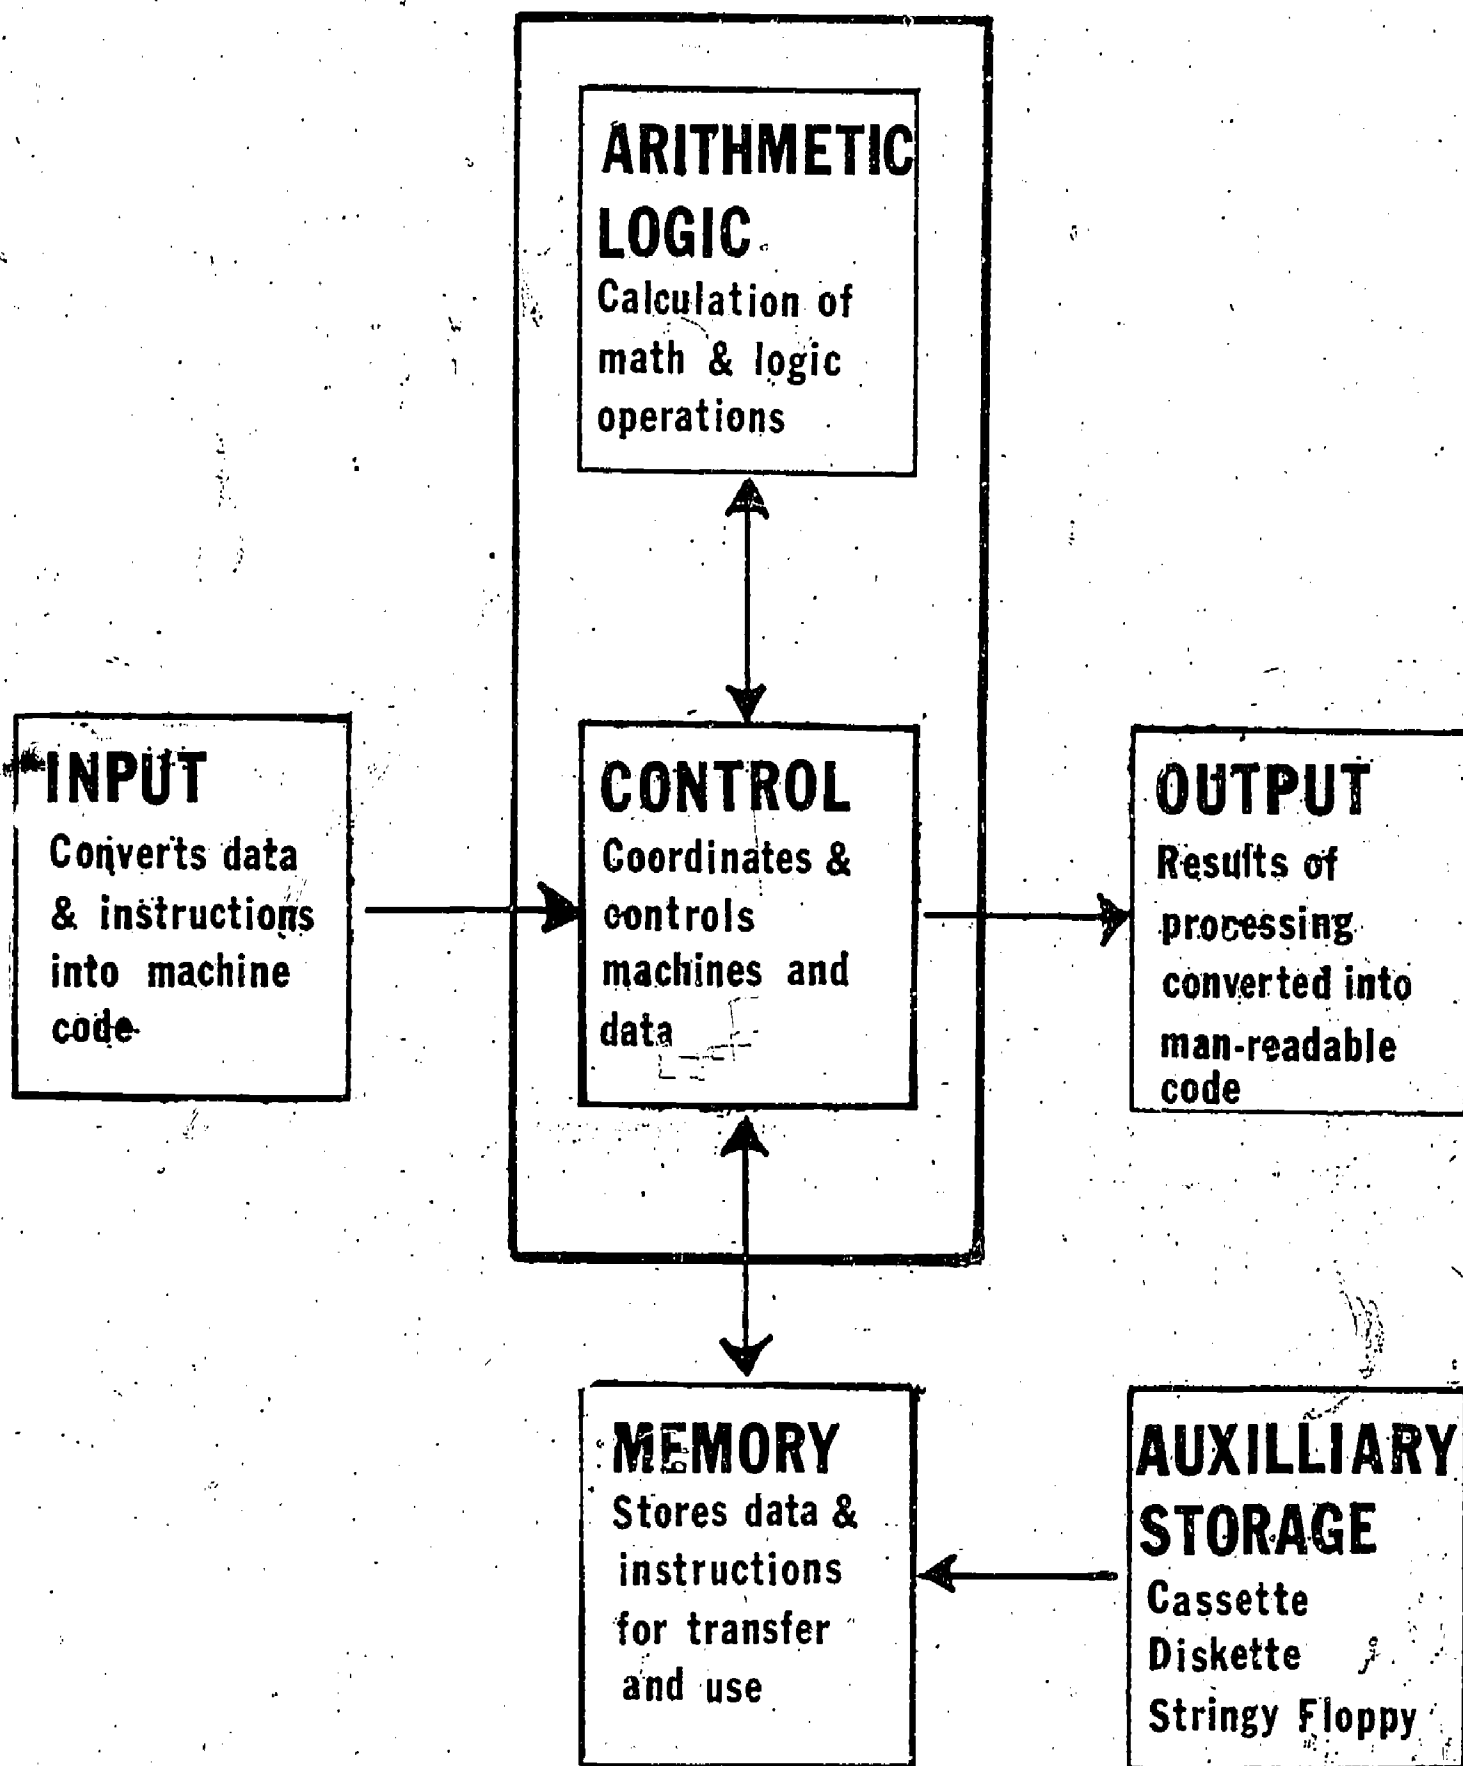 ARITHMETIC
LOGIC
Calculation of
math & logic
operations
INPUT
Converts data
& instructions
into machine
code
CONTROL
Coordinates &
controls
machines and
data
OUTPUT
Results of
processing
converted into
man-readable
code
MEMORY
Stores data &
instructions
for transfer
and use
AUXILLIARY
STORAGE
Cassette
Diskette
Stringy Floppy